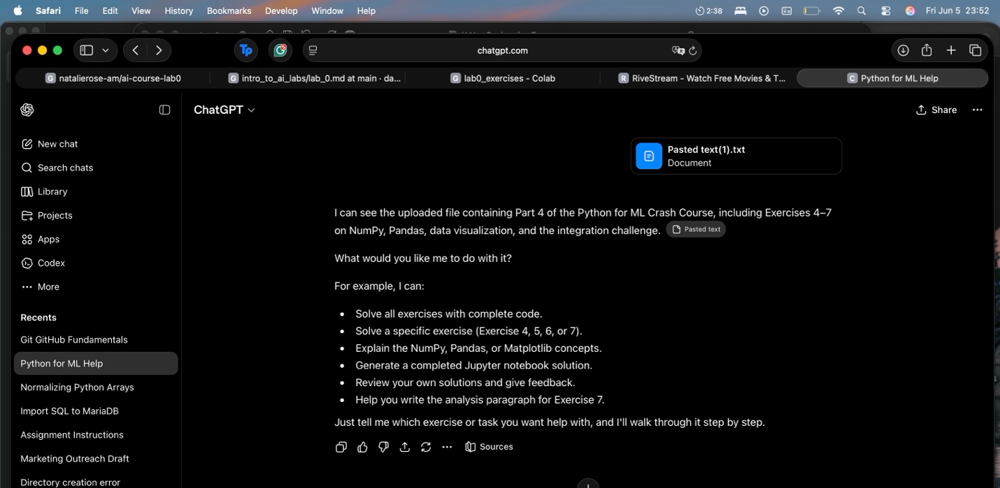 Safari File Edit View History Bookmarks Develop Window Help 2:38 Fri Jun 5 23:52
Tp chatgpt.com
G natalierose-am/ai-course-lab0 G intro_to_ai_labs/lab_0.md at main · da... G lab0_exercises - Colab R RiveStream - Watch Free Movies & T... C Python for ML Help
ChatGPT Share
New chat
Search chats
Library
Projects
Apps
Codex
More
Recents
Git GitHub Fundamentals
Python for ML Help
Normalizing Python Arrays
Import SQL to MariaDB
Assignment Instructions
Marketing Outreach Draft
Directory creation error
Pasted text(1).txt
Document
I can see the uploaded file containing Part 4 of the Python for ML Crash Course, including Exercises 4–7
on NumPy, Pandas, data visualization, and the integration challenge. Pasted text
What would you like me to do with it?
For example, I can:
• Solve all exercises with complete code.
• Solve a specific exercise (Exercise 4, 5, 6, or 7).
• Explain the NumPy, Pandas, or Matplotlib concepts.
• Generate a completed Jupyter notebook solution.
• Review your own solutions and give feedback.
• Help you write the analysis paragraph for Exercise 7.
Just tell me which exercise or task you want help with, and I'll walk through it step by step.
Sources